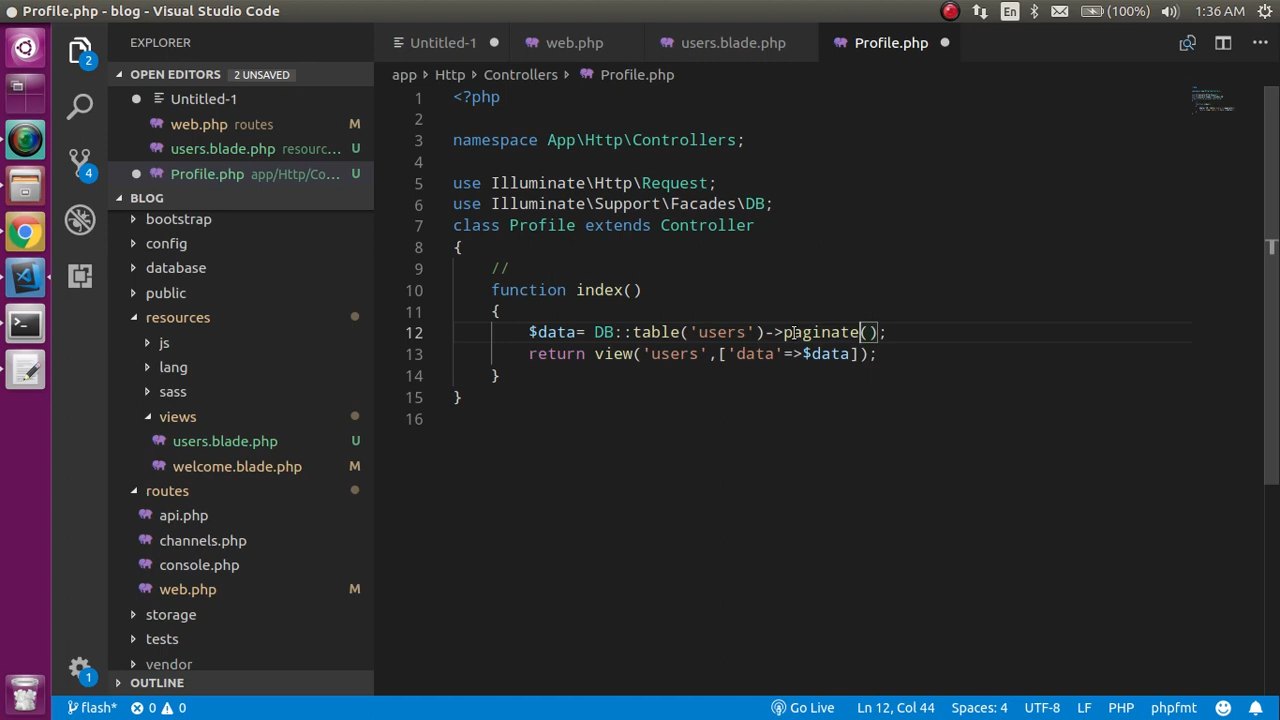 Profile.php - blog - Visual Studio Code
En
(100%)
1:36 AM
EXPLORER
Untitled-1
web.php
users.blade.php
Profile.php
2
OPEN EDITORS 2 UNSAVED
app › Http › Controllers › Profile.php
Untitled-1
web.php routes M
users.blade.php resourc... U
Profile.php app/Http/Co... U
4
BLOG
bootstrap
config
database
public
resources
js
lang
sass
views
users.blade.php U
welcome.blade.php M
routes
api.php
channels.php
console.php
web.php M
storage
tests
vendor
OUTLINE
1
1 <?php
2
3 namespace App\Http\Controllers;
4
5 use Illuminate\Http\Request;
6 use Illuminate\Support\Facades\DB;
7 class Profile extends Controller
8 {
9 //
10 function index()
11 {
12 $data= DB::table('users')->paginate();
13 return view('users',['data'=>$data]);
14 }
15 }
16
flash* 0 0 Go Live Ln 12, Col 44 Spaces: 4 UTF-8 LF PHP phpfmt